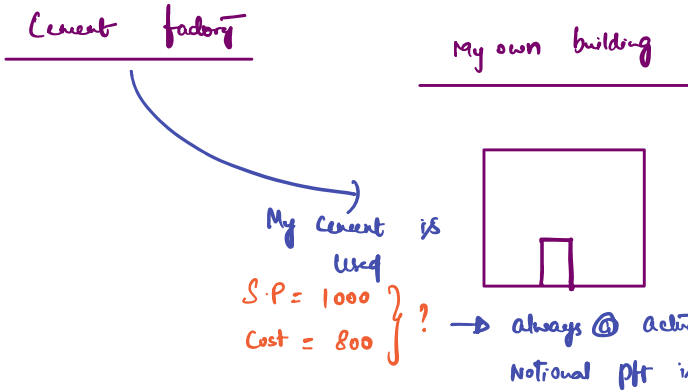 Cement factory
My own building
My cement is
used
S.P = 1000
Cost = 800
?
always @
Notional pft